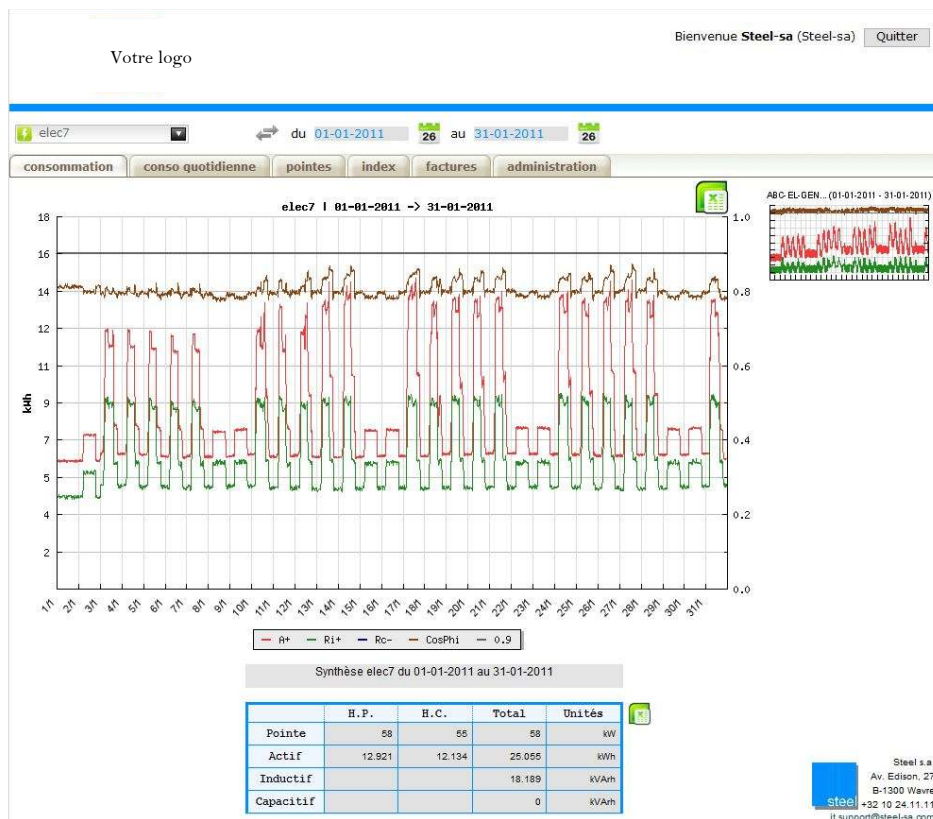 Bienvenue Steel-sa (Steel-sa) Quitter
Votre logo
elec7 du 01-01-2011 26 au 31-01-2011 26
consommation conso quotidienne pointes index factures administration
elec7 | 01-01-2011 -> 31-01-2011
ABC-EL-GEN... (01-01-2011 - 31-01-2011)
18
16
14
12
11
9
7
5
4
2
kWh
1.0
0.8
0.6
0.4
0.2
0.0
1/1 2/1 3/1 4/1 5/1 6/1 7/1 8/1 9/1 10/1 11/1 12/1 13/1 14/1 15/1 16/1 17/1 18/1 19/1 20/1 21/1 22/1 23/1 24/1 25/1 26/1 27/1 28/1 29/1 30/1 31/1
A+ Ri+ Rc- CosPhi 0.9
Synthèse elec7 du 01-01-2011 au 31-01-2011
H.P. H.C. Total Unités
Pointe 58 55 58 kW
Actif 12.921 12.134 25.055 kWh
Inductif 18.189 kVArh
Capacitif 0 kVArh
steel
Steel s.a
Av. Edison, 27
B-1300 Wavre
+32 10 24.11.11
it.support@steel-sa.com